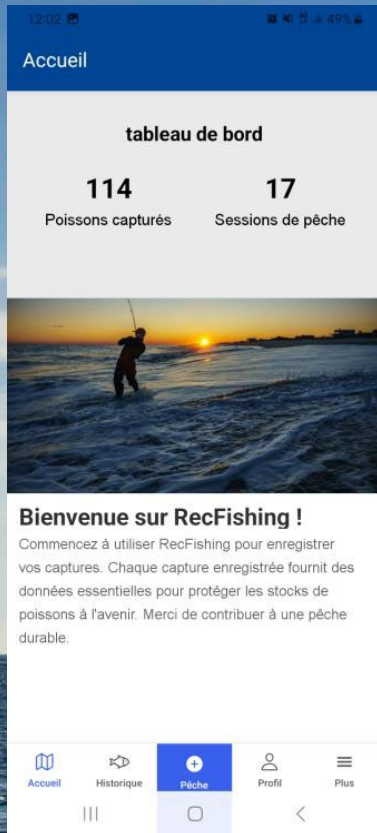 12:02
49%
Accueil
tableau de bord
114 17
Poissons capturés Sessions de pêche
Bienvenue sur RecFishing !
Commencez à utiliser RecFishing pour enregistrer
vos captures. Chaque capture enregistrée fournit des
données essentielles pour protéger les stocks de
poissons à l'avenir. Merci de contribuer à une pêche
durable.
Accueil Historique Pêche Profil Plus